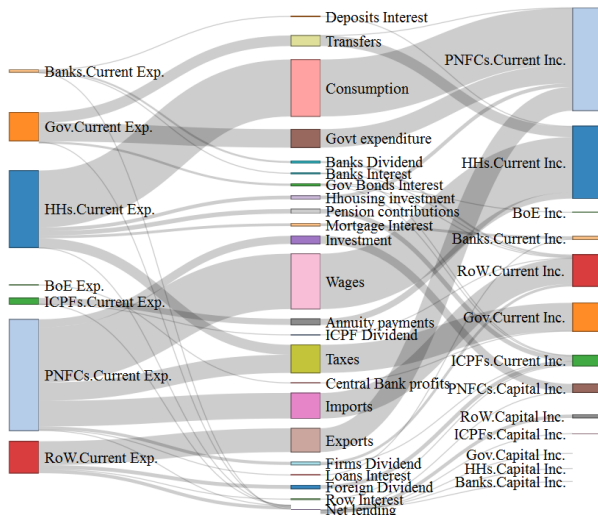 Banks.Current Exp.
Gov.Current Exp.
HHs.Current Exp.
BoE Exp.
ICPFs.Current Exp.
PNFCs.Current Exp.
RoW.Current Exp.
Deposits Interest
Transfers
Consumption
Govt expenditure
Banks Dividend
Banks Interest
Gov Bonds Interest
Hhousing investment
Pension contributions
Mortgage Interest
Investment
Wages
Annuity payments
ICPF Dividend
Taxes
Central Bank profits
Imports
Exports
Firms Dividend
Loans Interest
Foreign Dividend
Row Interest
Net lending
PNFCs.Current Inc.
HHs.Current Inc.
BoE Inc.
Banks.Current Inc.
RoW.Current Inc.
Gov.Current Inc.
ICPFs.Current Inc.
PNFCs.Capital Inc.
RoW.Capital Inc.
ICPFs.Capital Inc.
Gov.Capital Inc.
HHs.Capital Inc.
Banks.Capital Inc.